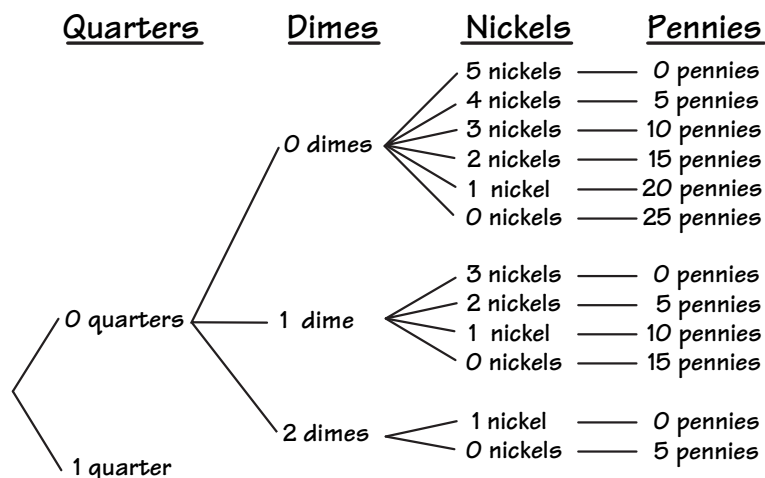 Quarters Dimes Nickels Pennies
5 nickels 0 pennies
4 nickels 5 pennies
3 nickels 10 pennies
0 dimes
2 nickels 15 pennies
1 nickel 20 pennies
0 nickels 25 pennies
3 nickels 0 pennies
2 nickels 5 pennies
0 quarters 1 dime
1 nickel 10 pennies
0 nickels 15 pennies
1 nickel 0 pennies
2 dimes
0 nickels 5 pennies
1 quarter